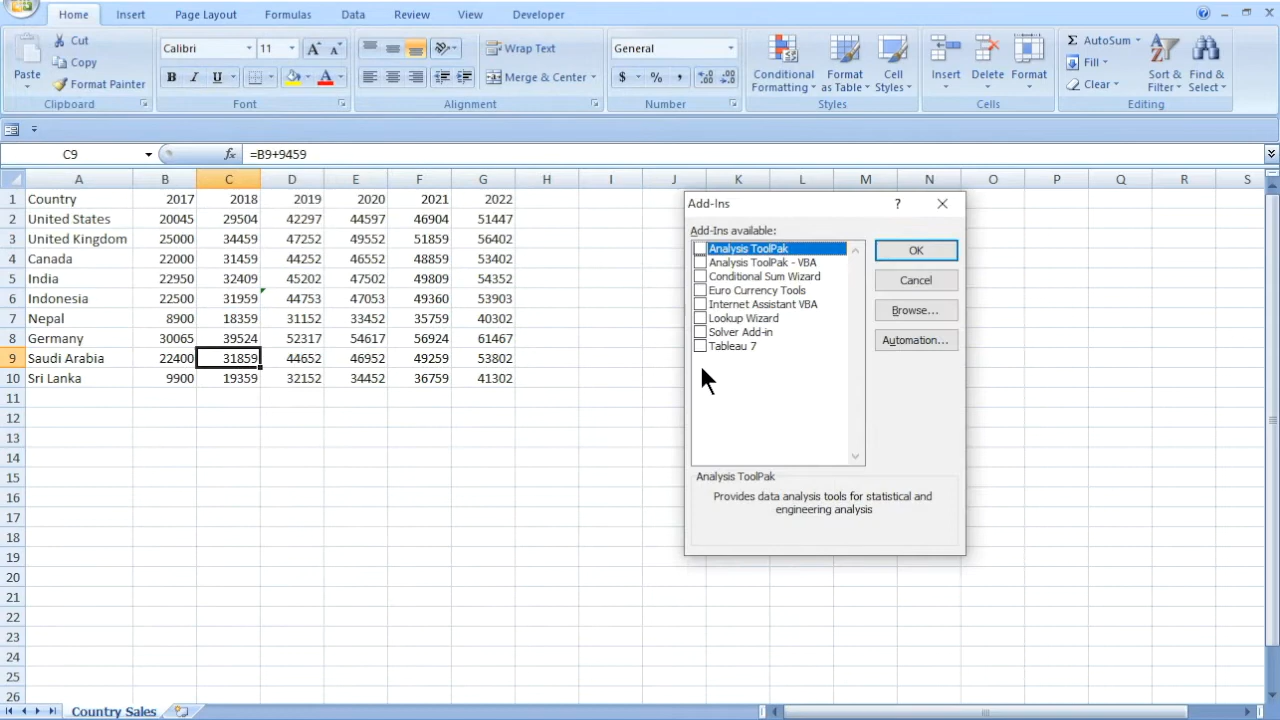 Home Insert Page Layout Formulas Data Review View Developer
Paste
Cut
Copy
Format Painter
Clipboard
Calibri 11
B I U
Font
Wrap Text
Merge & Center
Alignment
General
$ % ,
Number
Conditional Formatting
Format as Table
Cell Styles
Styles
Insert
Delete
Format
Cells
Σ AutoSum
Fill
Clear
Sort & Filter
Find & Select
Editing
C9 fx =B9+9459
A B C D E F G H I J K L M N O P Q R S
1 Country 2017 2018 2019 2020 2021 2022
2 United States 20045 29504 42297 44597 46904 51447
3 United Kingdom 25000 34459 47252 49552 51859 56402
4 Canada 22000 31459 44252 46552 48859 53402
5 India 22950 32409 45202 47502 49809 54352
6 Indonesia 22500 31959 44753 47053 49360 53903
7 Nepal 8900 18359 31152 33452 35759 40302
8 Germany 30065 39524 52317 54617 56924 61467
9 Saudi Arabia 22400 31859 44652 46952 49259 53802
10 Sri Lanka 9900 19359 32152 34452 36759 41302
11
12
13
14
15
16
17
18
19
20
21
22
23
24
25
26
Country Sales
Add-Ins
?
Add-Ins available:
Analysis ToolPak
Analysis ToolPak - VBA
Conditional Sum Wizard
Euro Currency Tools
Internet Assistant VBA
Lookup Wizard
Solver Add-in
Tableau 7
OK
Cancel
Browse...
Automation...
Analysis ToolPak
Provides data analysis tools for statistical and
engineering analysis